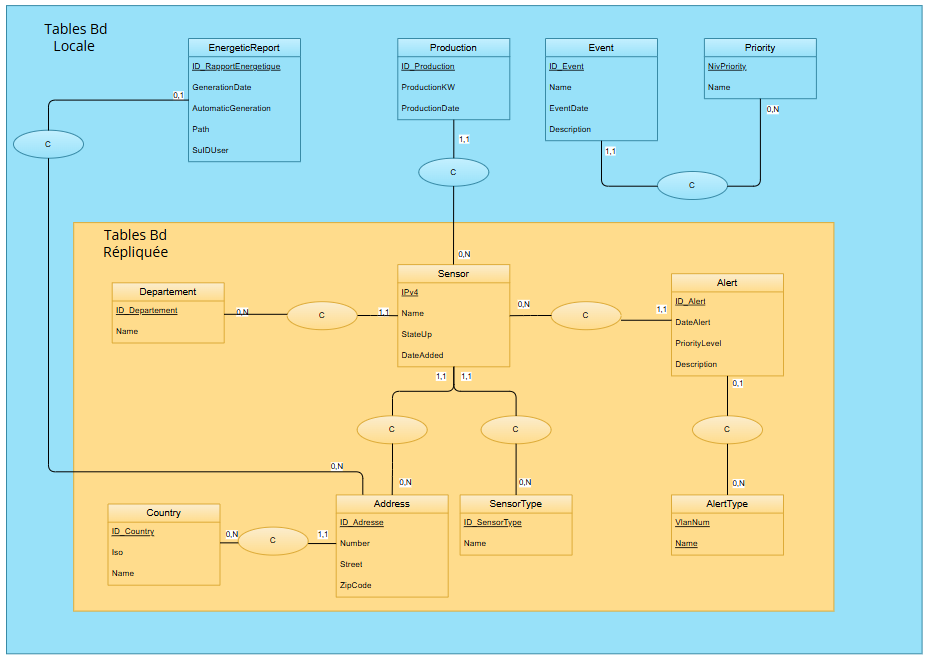 Tables Bd
Locale
EnergeticReport
ID_RapportEnergetique
GenerationDate
AutomaticGeneration
Path
SulDUser
Production
ID_Production
ProductionKW
ProductionDate
Event
ID_Event
Name
EventDate
Description
Priority
NivPriority
Name
0,1
C
1,1
C
1,1
C
0,N
Tables Bd
Répliquée
0,N
Departement
ID_Departement
Name
0,N
C
1,1
Sensor
IPv4
Name
StateUp
DateAdded
0,N
C
1,1
Alert
ID_Alert
DateAlert
PriorityLevel
Description
1,1
1,1
0,1
C
C
C
0,N
0,N
0,N
0,N
Country
ID_Country
Iso
Name
0,N
C
1,1
Address
ID_Adresse
Number
Street
ZipCode
SensorType
ID_SensorType
Name
AlertType
VlanNum
Name